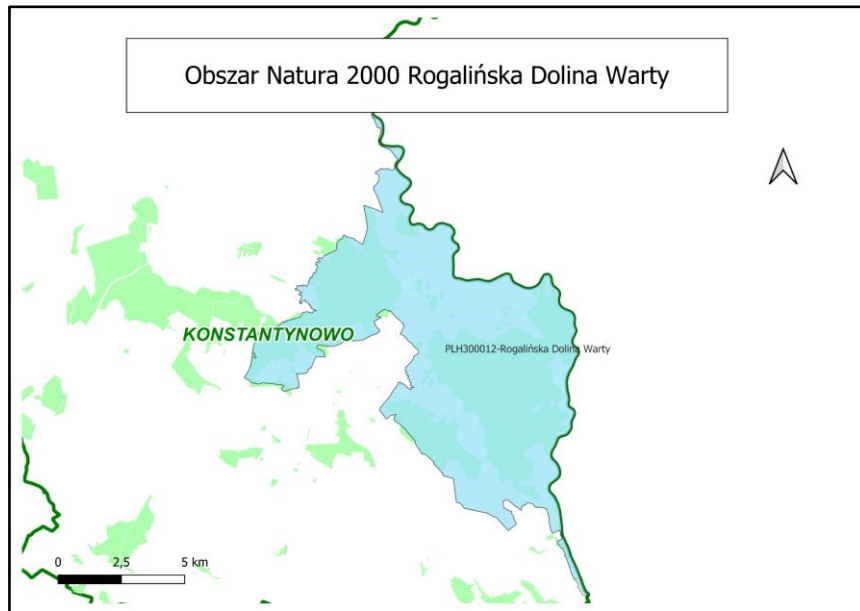 Obszar Natura 2000 Rogalińska Dolina Warty
KONSTANTYNOWO
PLH300012-Rogalińska Dolina Warty
0 2,5 5 km